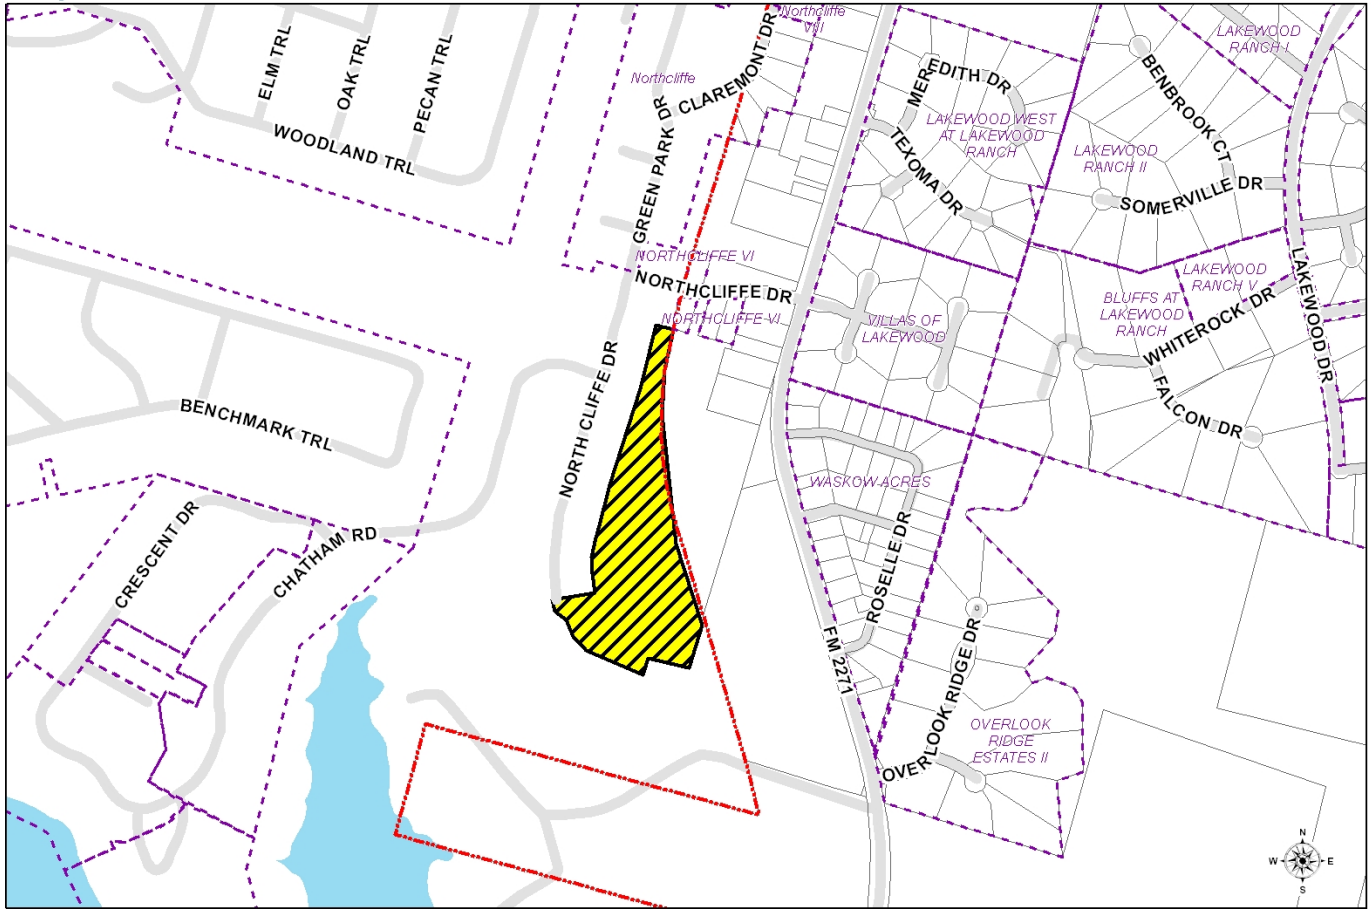 Northcliffe
VIII
LAKEWOOD
RANCH I
ELM TRL
OAK TRL
PECAN TRL
WOODLAND TRL
Northcliffe
CLAREMONT DR
GREEN PARK DR
MEREDITH DR
BENBROOK CT
LAKEWOOD WEST
AT LAKEWOOD
RANCH
TEXOMA DR
LAKEWOOD
RANCH II
SOMERVILLE DR
NORTHCLIFFE VI
NORTHCLIFFE DR
NORTHCLIFFE VI
VILLAS OF
LAKEWOOD
LAKEWOOD
RANCH V
BLUFFS AT
LAKEWOOD
RANCH
WHITEROCK DR
LAKEWOOD DR
FALCON DR
BENCHMARK TRL
NORTH CLIFFE DR
WASKOW ACRES
CRESCENT DR
CHATHAM RD
ROSELLE DR
FM 2271
OVERLOOK RIDGE DR
OVERLOOK
RIDGE
ESTATES II
N
W
E
S